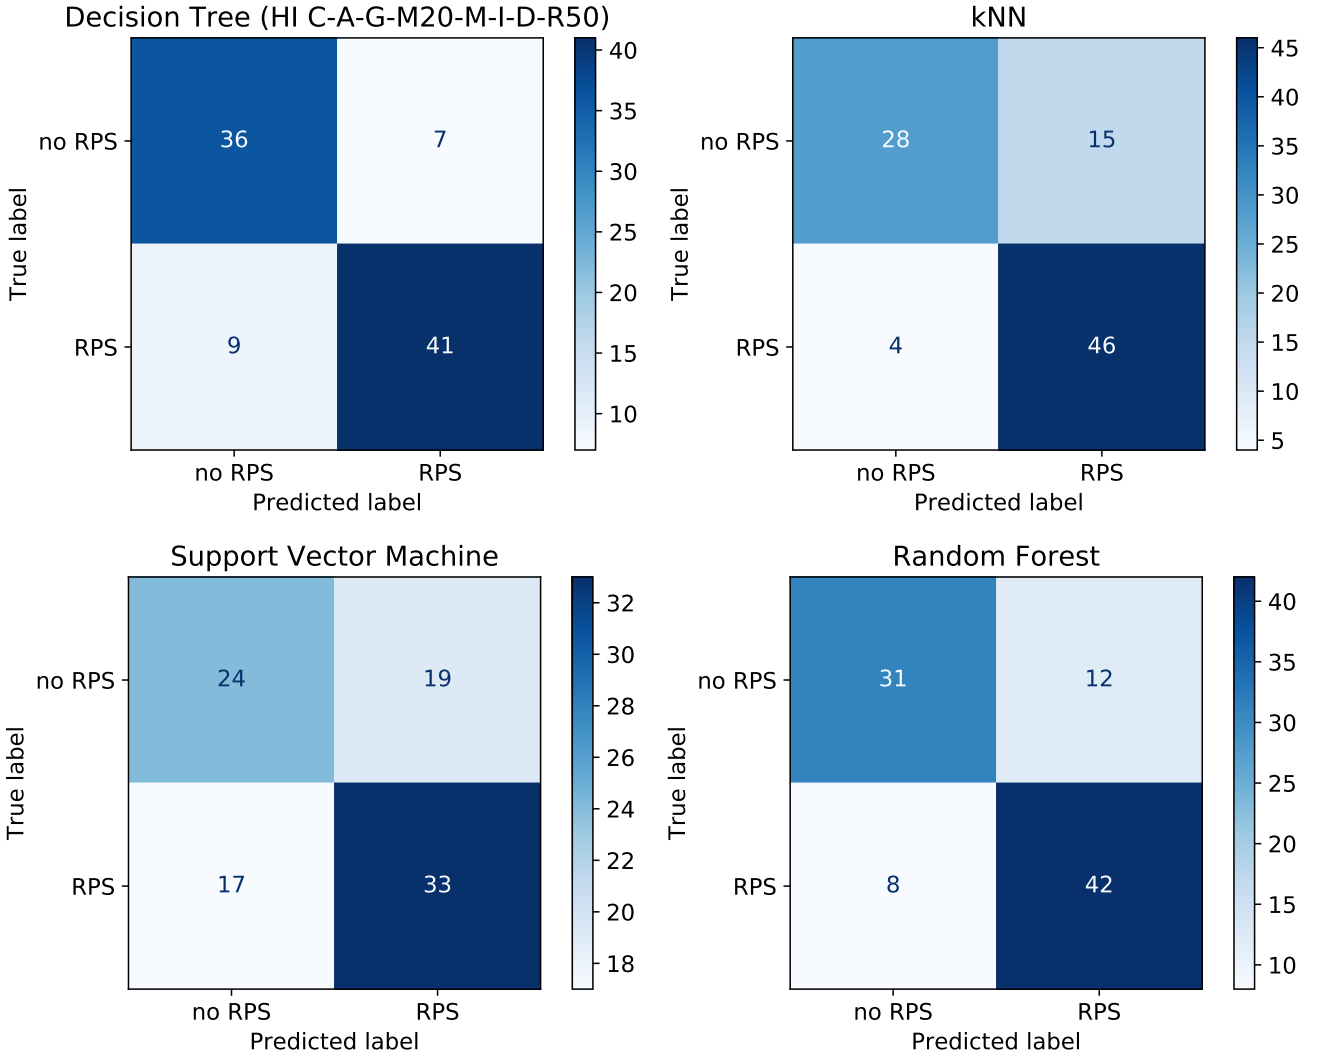 Decision Tree (HI C-A-G-M20-M-I-D-R50)
True label
no RPS
RPS
36
7
9
41
no RPS
RPS
Predicted label
40
35
30
25
20
15
10
kNN
True label
no RPS
RPS
28
15
4
46
no RPS
RPS
Predicted label
45
40
35
30
25
20
15
10
5
Support Vector Machine
True label
no RPS
RPS
24
19
17
33
no RPS
RPS
Predicted label
32
30
28
26
24
22
20
18
Random Forest
True label
no RPS
RPS
31
12
8
42
no RPS
RPS
Predicted label
40
35
30
25
20
15
10